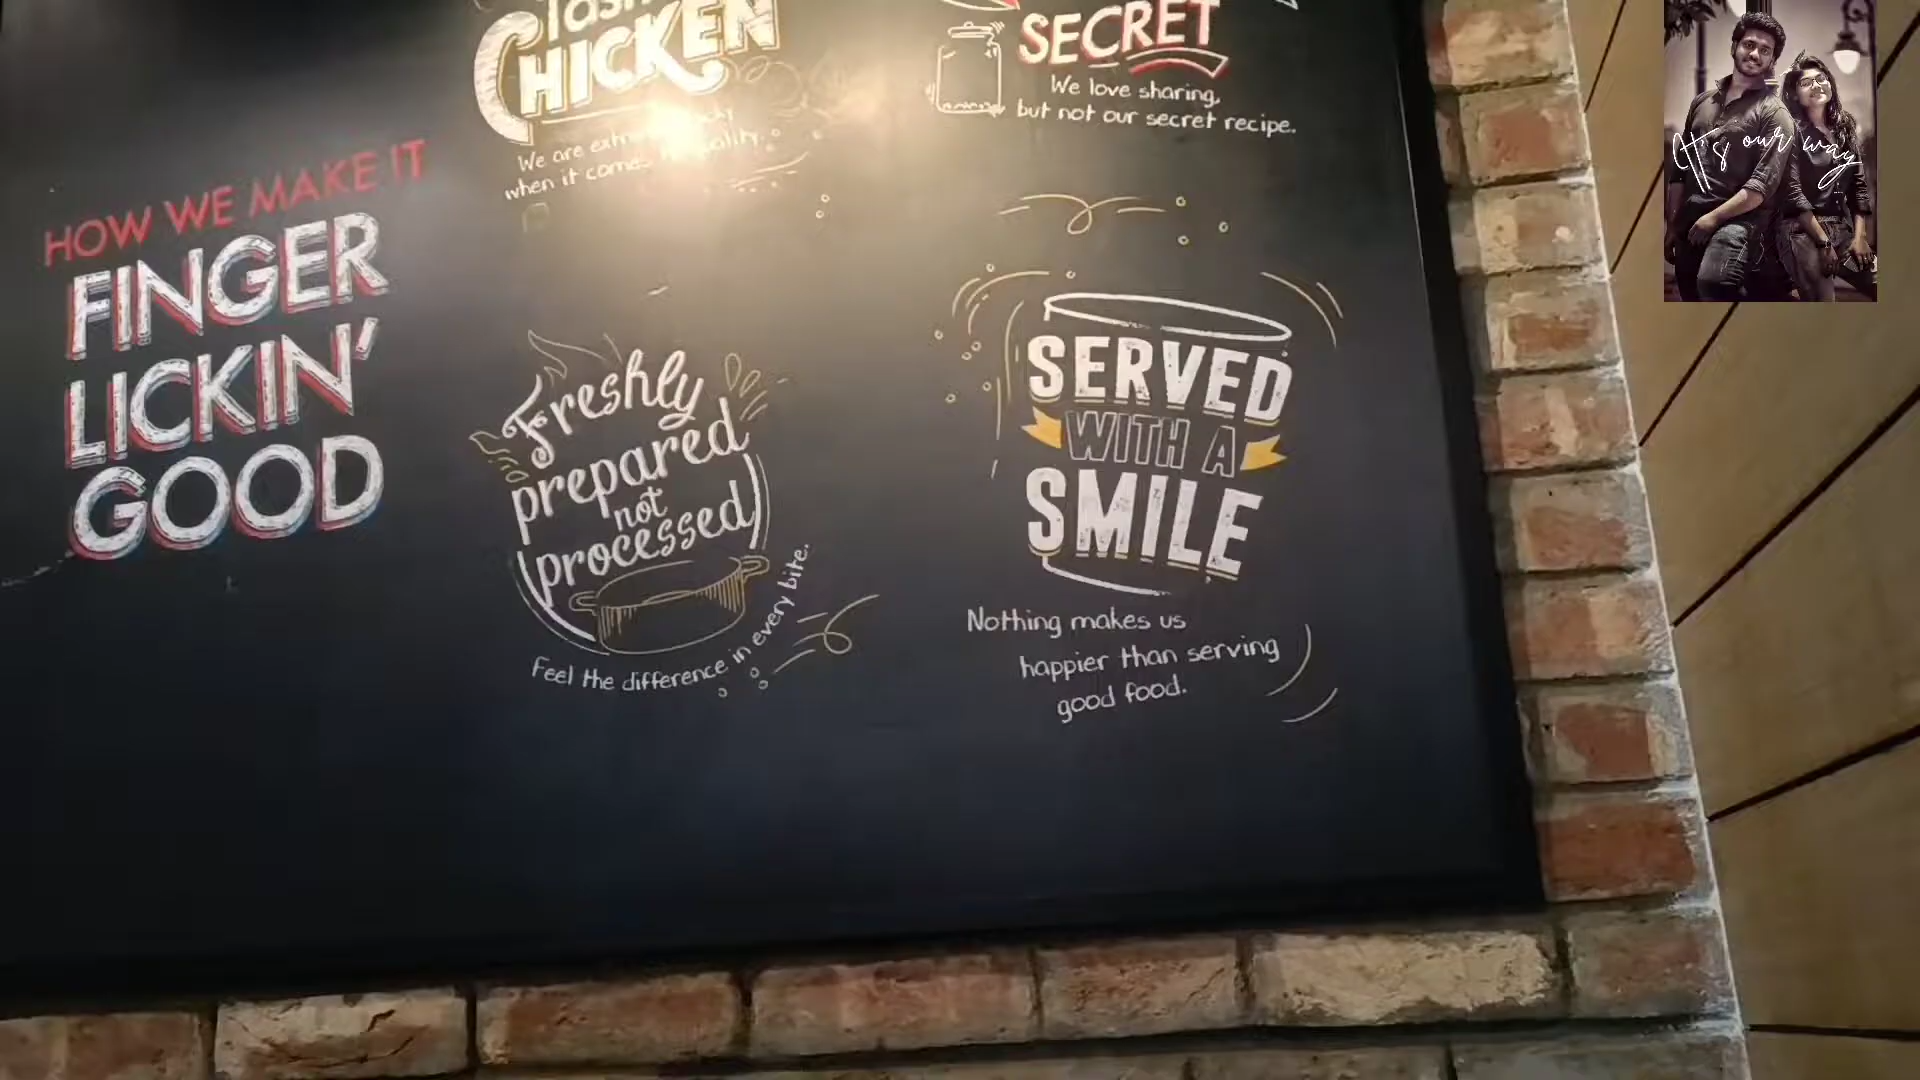 HOW WE MAKE IT
FINGER
LICKIN'
GOOD
CHICKEN
We are
when it comes
SECRET
We love sharing,
but not our secret recipe.
Freshly
prepared
not
processed
Feel the difference in every bite.
SERVED
WITH A
SMILE
Nothing makes us
happier than serving
good food.
It's our way